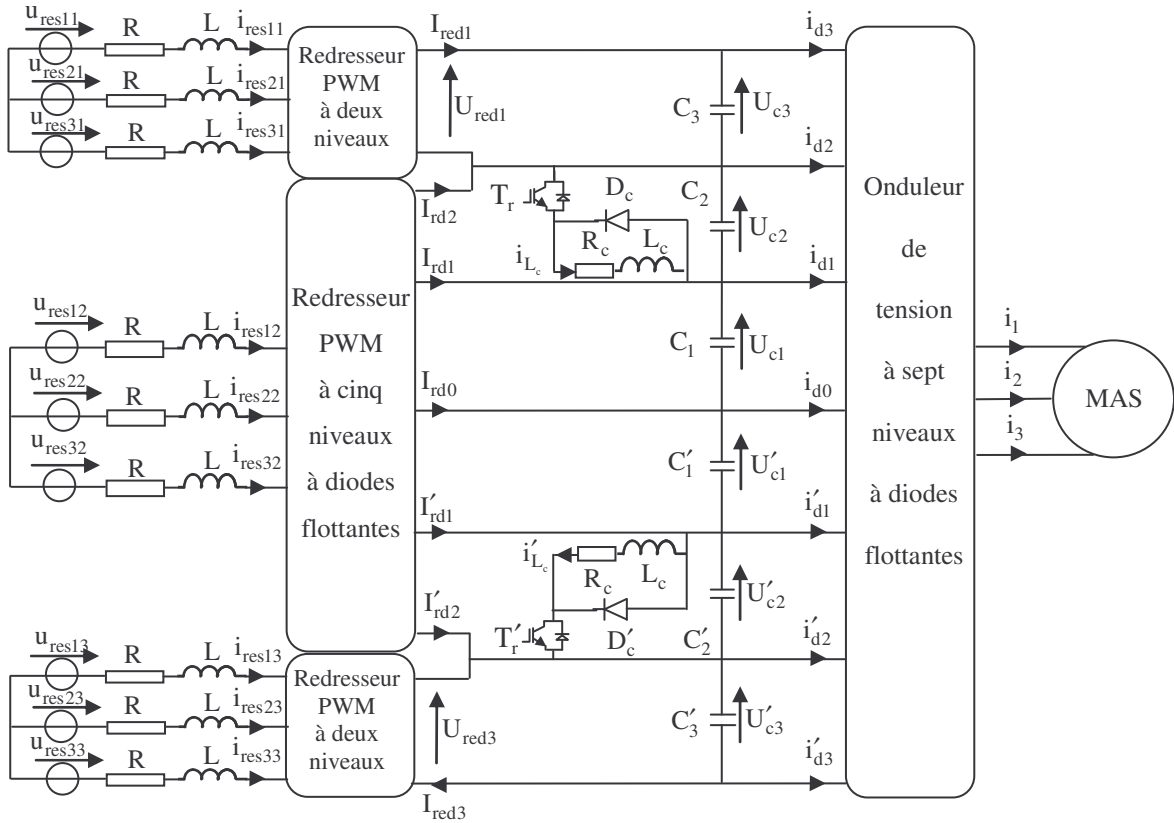 u_res11 R L i_res11
u_res21 R L i_res21
u_res31 R L i_res31
Redresseur
PWM
à deux
niveaux
I_red1
U_red1
I_rd2
i_d3
C_3 U_c3
i_d2
T_r D_c
R_c L_c
i_Lc
C_2 U_c2
I_rd1
i_d1
u_res12 R L i_res12
u_res22 R L i_res22
u_res32 R L i_res32
Redresseur
PWM
à cinq
niveaux
à diodes
flottantes
C_1 U_c1
I_rd0
i_d0
C′_1 U′_c1
I′_rd1
i′_d1
i′_Lc
R_c L_c
T′_r D′_c
C′_2 U′_c2
I′_rd2
i′_d2
u_res13 R L i_res13
u_res23 R L i_res23
u_res33 R L i_res33
Redresseur
PWM
à deux
niveaux
U_red3
I_red3
C′_3 U′_c3
i′_d3
Onduleur
de
tension
à sept
niveaux
à diodes
flottantes
i_1
i_2
i_3
MAS